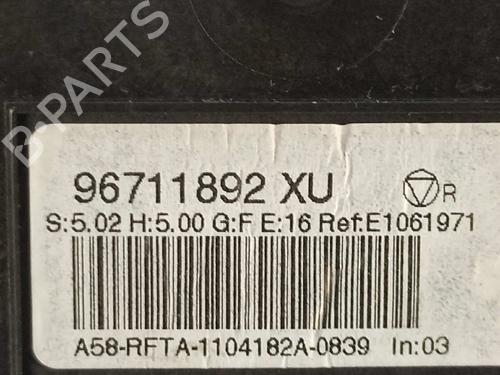 B-PARTS
96711892 XU R
S:5.02 H:5.00 G:F E:16 Ref:E1061971
A58-RFTA-1104182A-0839 In:03